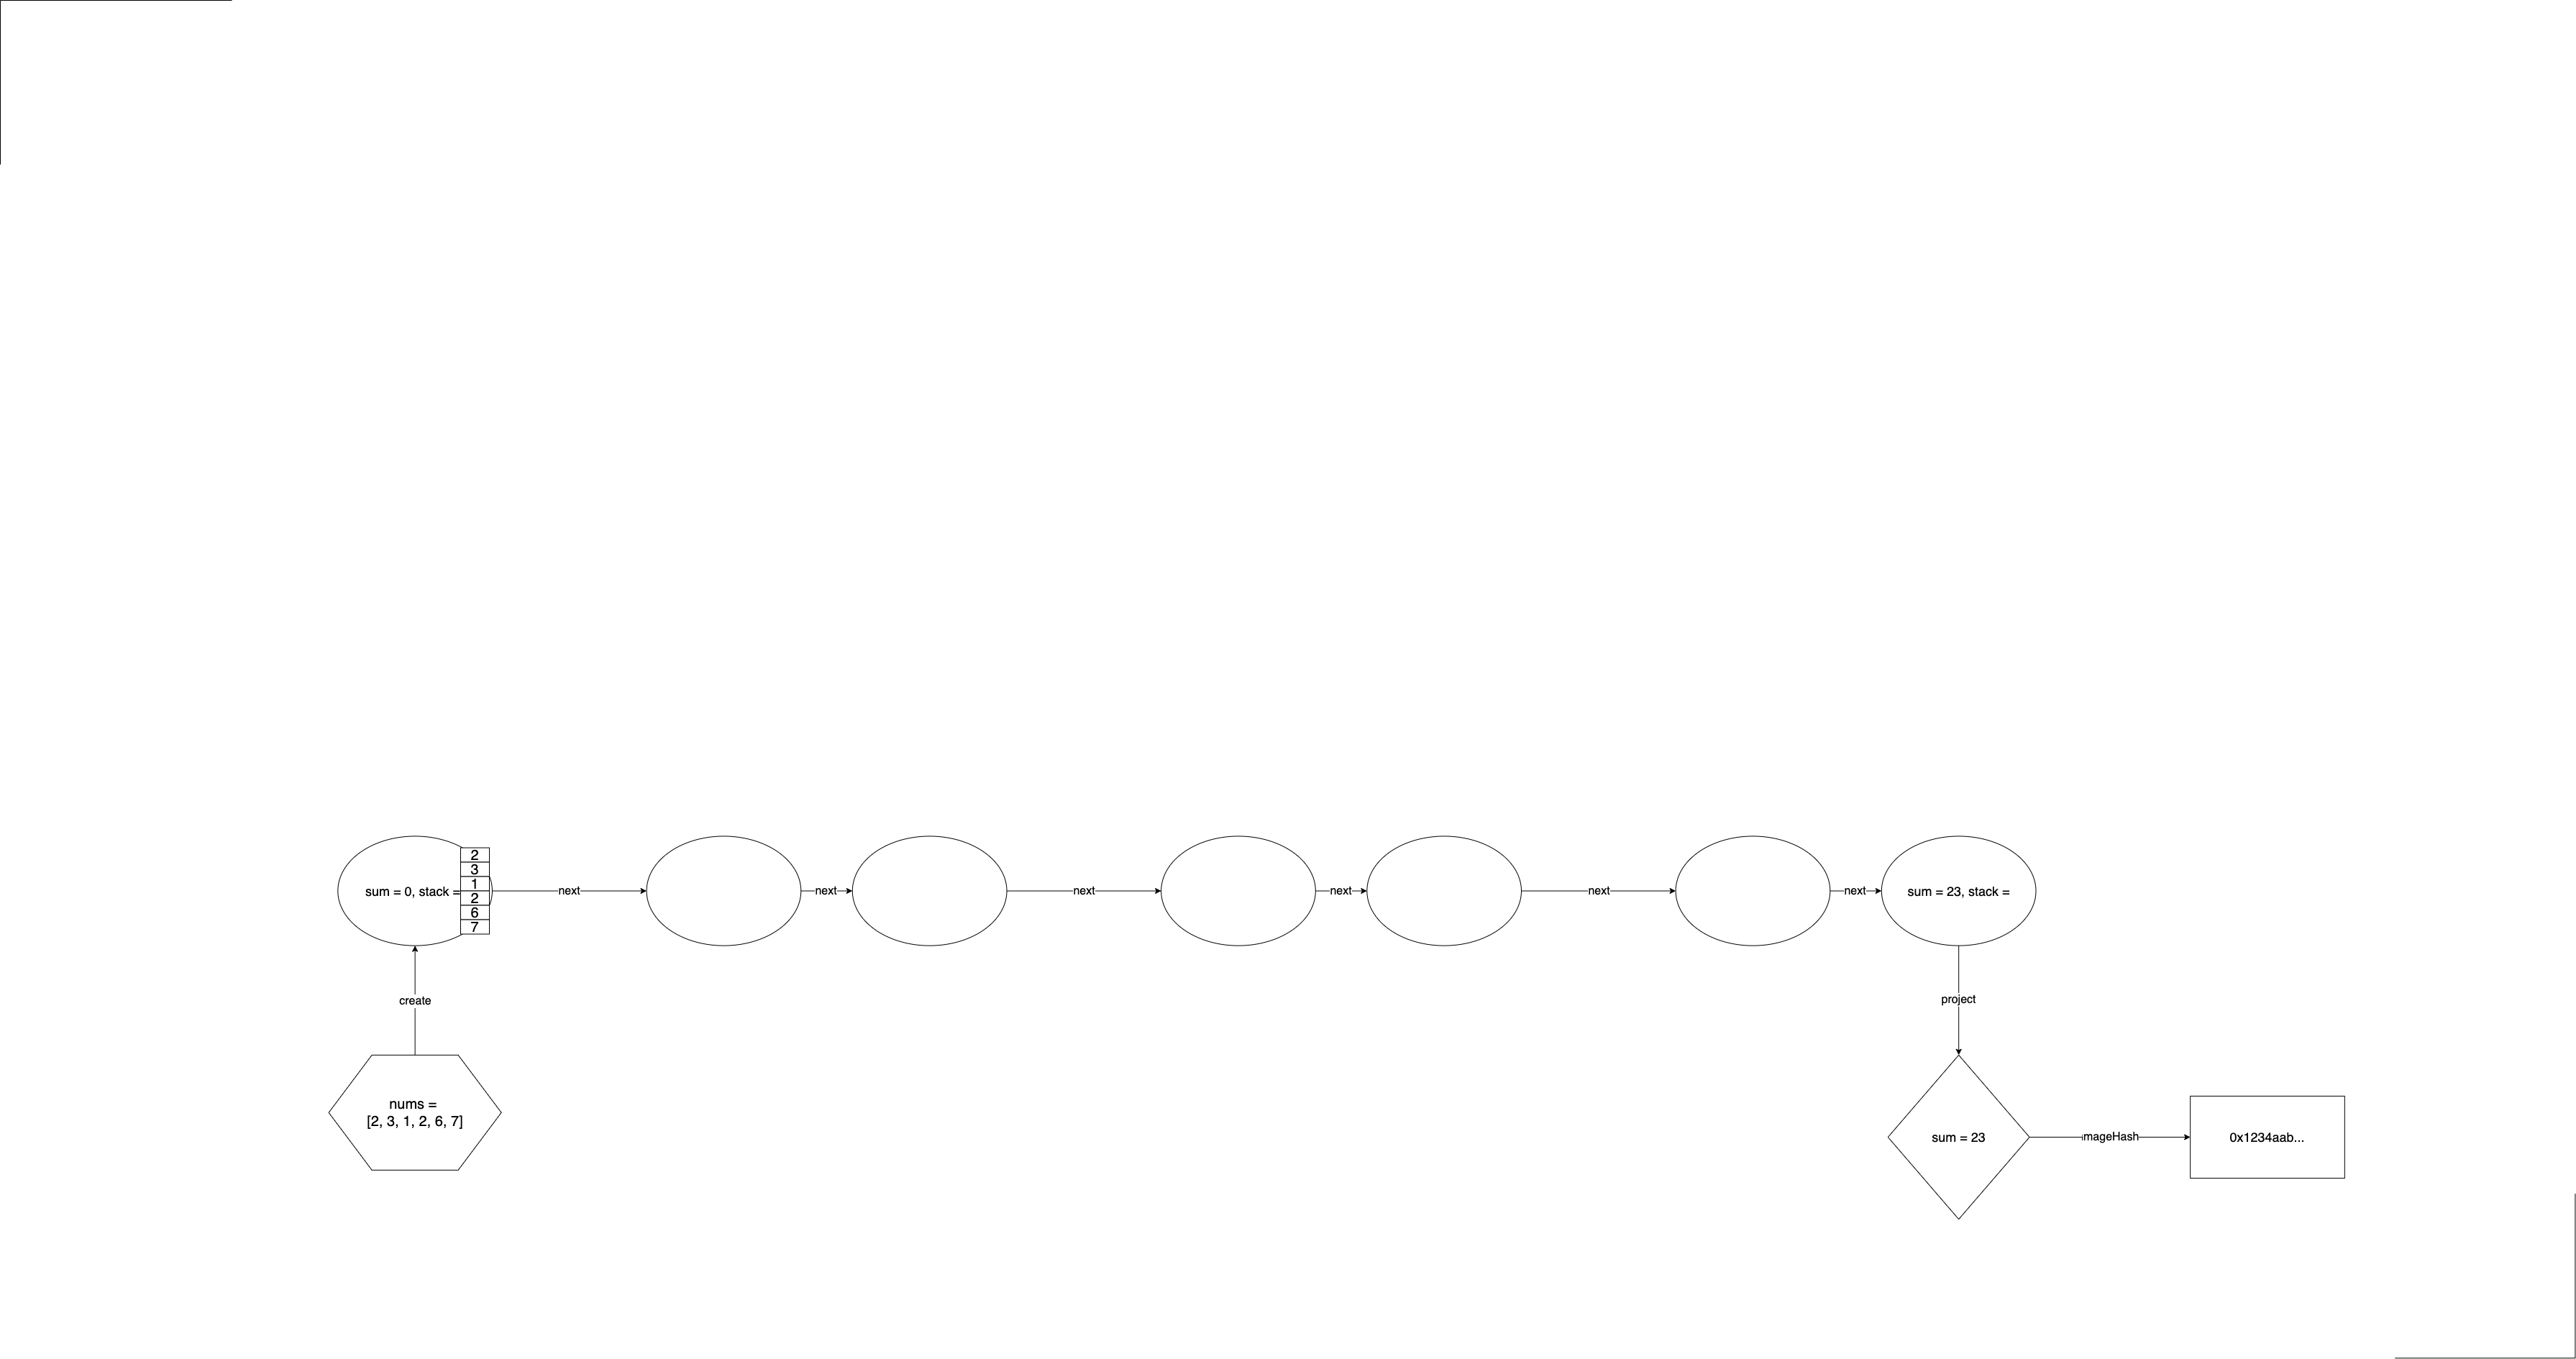 2
3
1
sum = 0, stack =
2
6
7
next
next
next
next
next
next
sum = 23, stack =
create
project
nums =
[2, 3, 1, 2, 6, 7]
sum = 23
mageHash
0x1234aab...